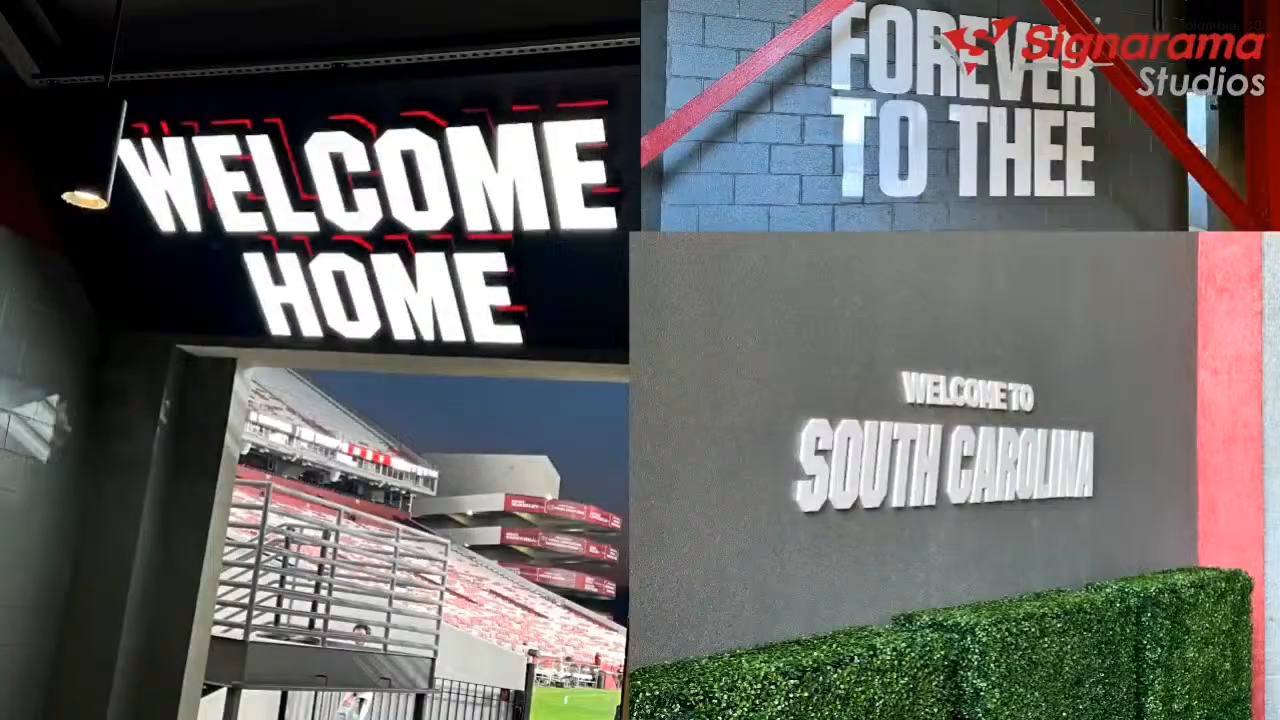 WELCOME
HOME
FOREVER
TO THEE
Signarama
Studios
WELCOME TO
SOUTH CAROLINA